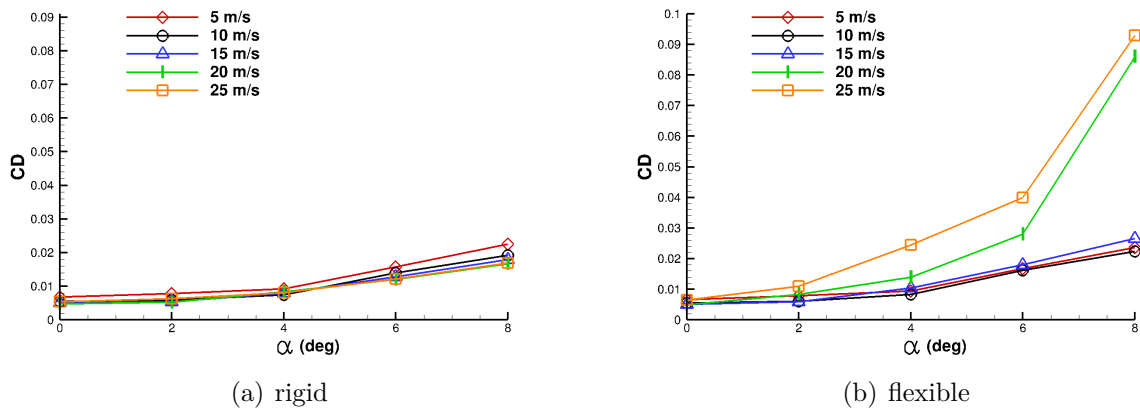 0.09
0.08
0.07
0.06
0.05
0.04
0.03
0.02
0.01
0
CD
5 m/s
10 m/s
15 m/s
20 m/s
25 m/s
0 2 4 6 8
α (deg)
(a) rigid
0.1
0.09
0.08
0.07
0.06
0.05
0.04
0.03
0.02
0.01
0
CD
5 m/s
10 m/s
15 m/s
20 m/s
25 m/s
0 2 4 6 8
α (deg)
(b) flexible